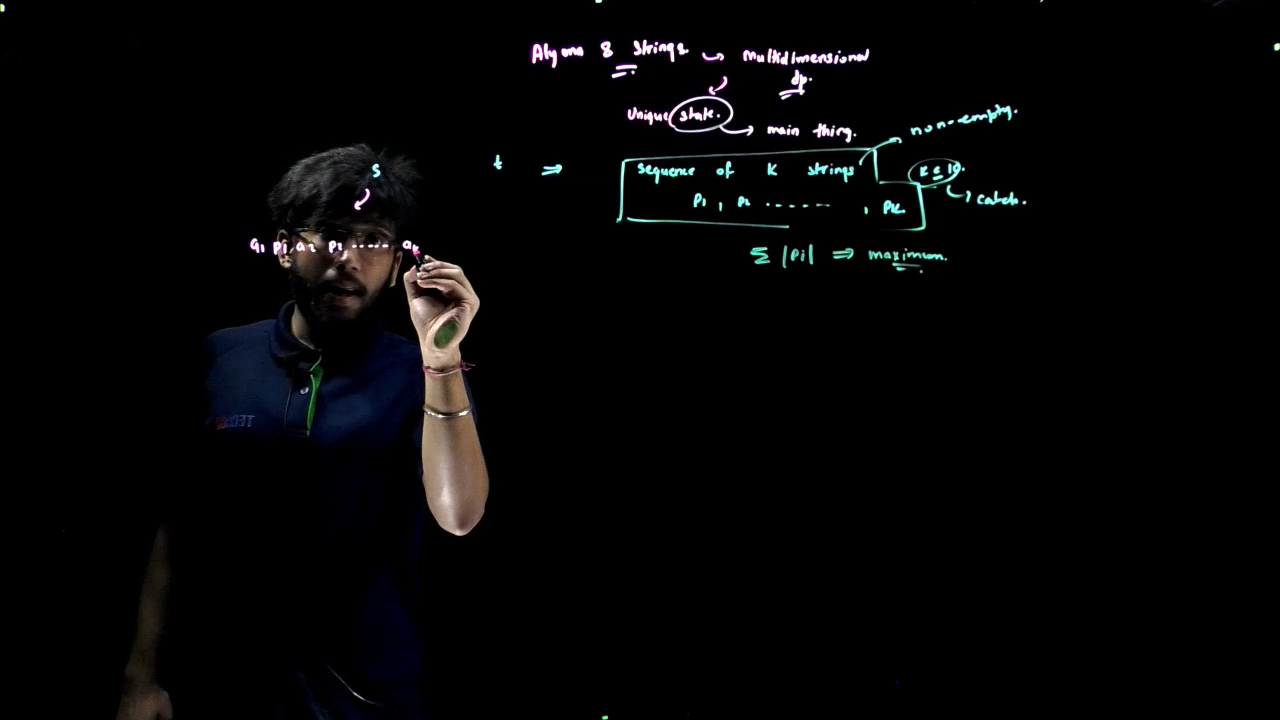 Alyona & Strings ↪ multidimensional
dp.
Unique state.
→ main thing.
non-empty.
S
t ⇒ sequence of K strings
K ≤ 10.
↪ catch.
P1, P2 ------ , PK.
a1 P1, a2 P2, ----- aK
Σ |Pi| ⇒ maximum.